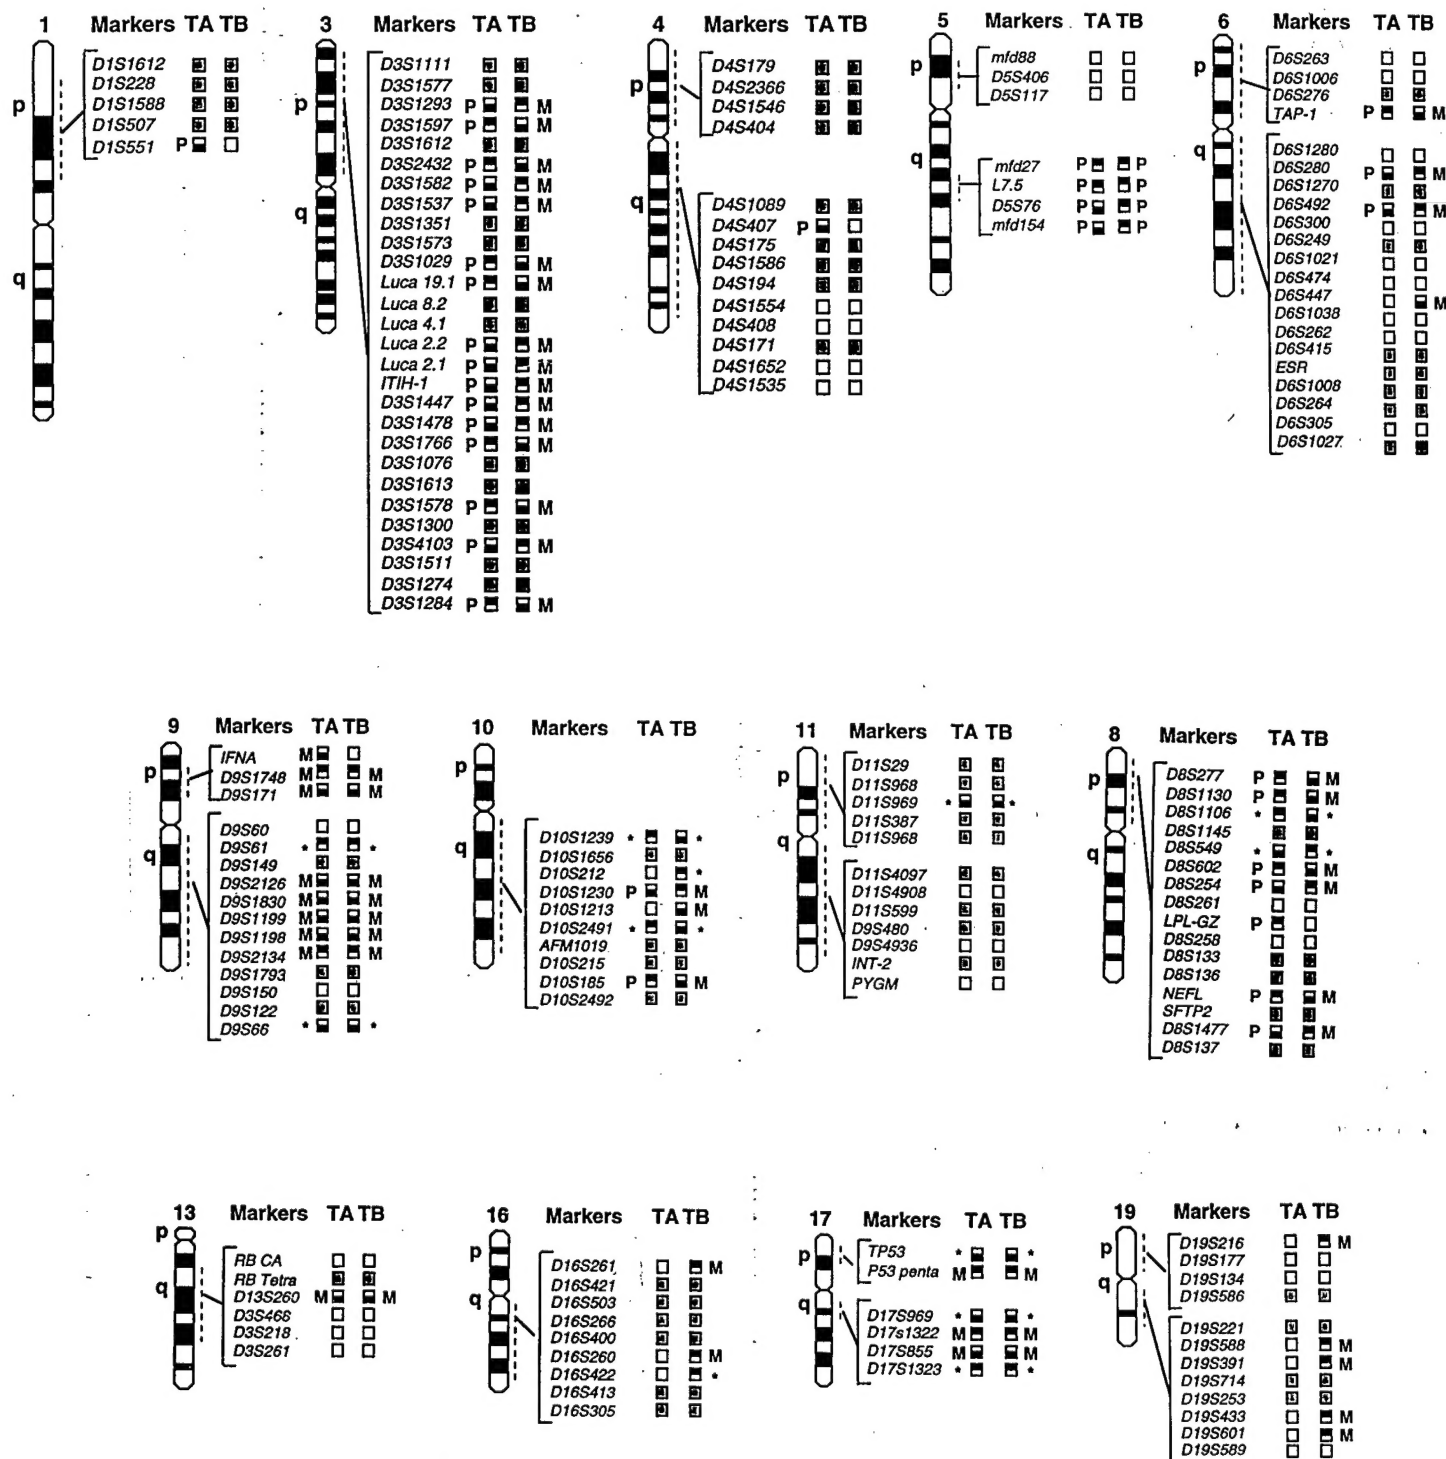 1 Markers TA TB
p
q
D1S1612
D1S228
D1S1588
D1S507
D1S551 P
3 Markers TA TB
p
q
D3S1111
D3S1577
D3S1293 P M
D3S1597 P M
D3S1612
D3S2432 P M
D3S1582 P M
D3S1537 P M
D3S1351
D3S1573
D3S1029 P M
Luca 19.1 P M
Luca 8.2
Luca 4.1
Luca 2.2 P M
Luca 2.1 P M
ITIH-1 P M
D3S1447 P M
D3S1478 P M
D3S1766 P M
D3S1076
D3S1613
D3S1578 P M
D3S1300
D3S4103 P M
D3S1511
D3S1274
D3S1284 P M
4 Markers TA TB
p
q
D4S179
D4S2366
D4S1546
D4S404
D4S1089
D4S407 P
D4S175
D4S1586
D4S194
D4S1554
D4S408
D4S171
D4S1652
D4S1535
5 Markers TA TB
p
q
mfd88
D5S406
D5S117
mfd27 P P
L7.5 P P
D5S76 P P
mfd154 P P
6 Markers TA TB
p
q
D6S263
D6S1006
D6S276
TAP-1 P M
D6S1280
D6S280 P M
D6S1270
D6S492 P M
D6S300
D6S249
D6S1021
D6S474
D6S447 M
D6S1038
D6S262
D6S415
ESR
D6S1008
D6S264
D6S305
D6S1027
9 Markers TA TB
p
q
IFNA M
D9S1748 M M
D9S171 M M
D9S60
D9S61 * *
D9S149
D9S2126 M M
D9S1830 M M
D9S1199 M M
D9S1198 M M
D9S2134 M M
D9S1793
D9S150
D9S122
D9S66 * *
10 Markers TA TB
p
q
D10S1239 * *
D10S1656
D10S212 *
D10S1230 P M
D10S1213 M
D10S2491 * *
AFM1019
D10S215
D10S185 P M
D10S2492
11 Markers TA TB
p
q
D11S29
D11S968
D11S969 * *
D11S387
D11S968
D11S4097
D11S4908
D11S599
D9S480
D9S4936
INT-2
PYGM
8 Markers TA TB
p
q
D8S277 P M
D8S1130 P M
D8S1106 * *
D8S1145
D8S549 * *
D8S602 P M
D8S254 P M
D8S261
LPL-GZ P
D8S258
D8S133
D8S136
NEFL P M
SFTP2
D8S1477 P M
D8S137
13 Markers TA TB
p
q
RB CA
RB Tetra
D13S260 M M
D3S468
D3S218
D3S261
16 Markers TA TB
p
q
D16S261 M
D16S421
D16S503
D16S266
D16S400
D16S260 M
D16S422 *
D16S413
D16S305
17 Markers TA TB
p
q
TP53 * *
P53 penta M M
D17S969 * *
D17s1322 M M
D17S855 M M
D17S1323 * *
19 Markers TA TB
p
q
D19S216 M
D19S177
D19S134
D19S586
D19S221
D19S588 M
D19S391 M
D19S714
D19S253
D19S433 M
D19S601 M
D19S589